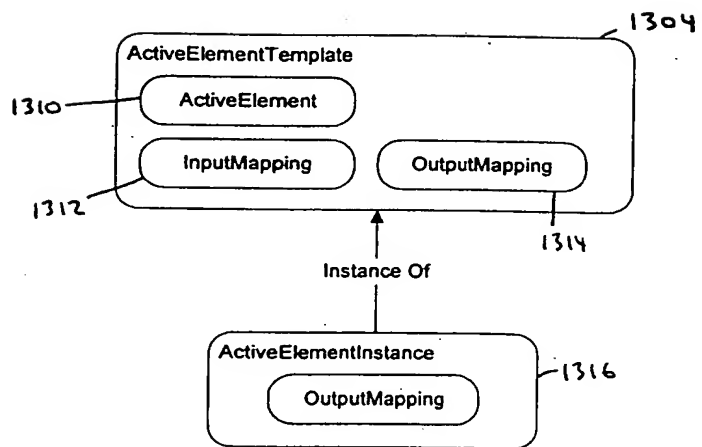 1304
ActiveElementTemplate
1310
ActiveElement
InputMapping
OutputMapping
1312
1314
Instance Of
ActiveElementInstance
1316
OutputMapping